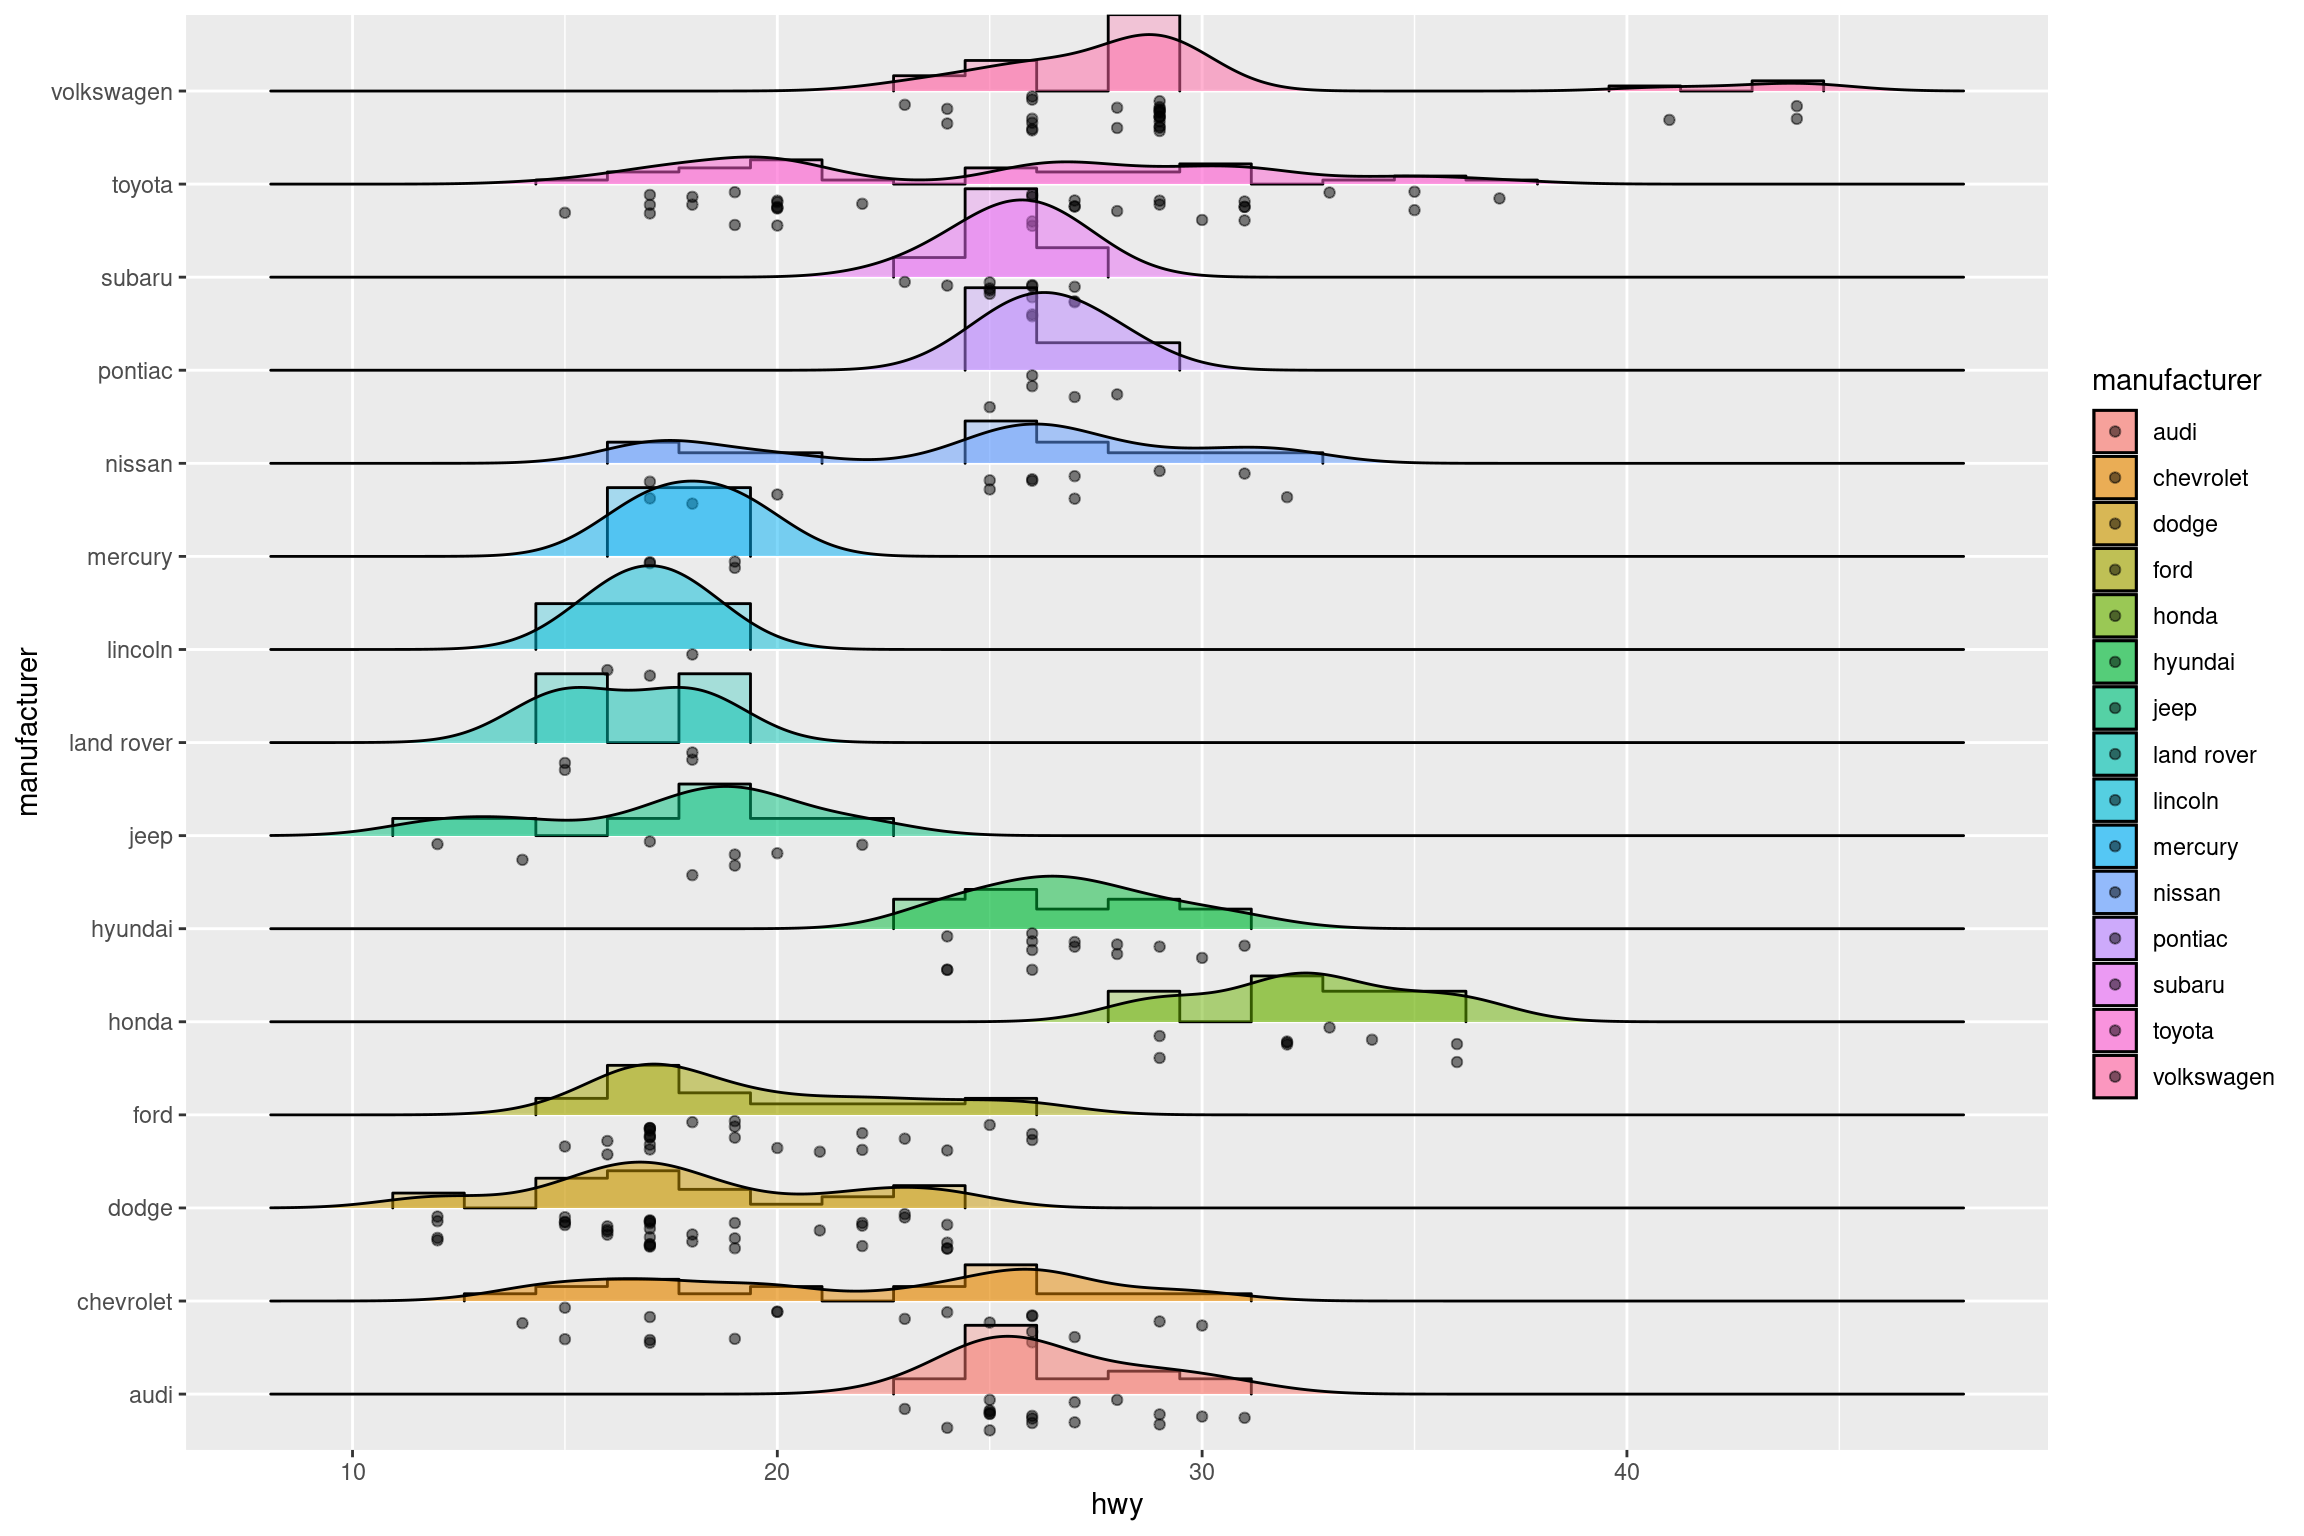 volkswagen
toyota
subaru
pontiac
nissan
mercury
lincoln
land rover
jeep
hyundai
honda
ford
dodge
chevrolet
audi
manufacturer
10 20 30 40
hwy
manufacturer
audi
chevrolet
dodge
ford
honda
hyundai
jeep
land rover
lincoln
mercury
nissan
pontiac
subaru
toyota
volkswagen